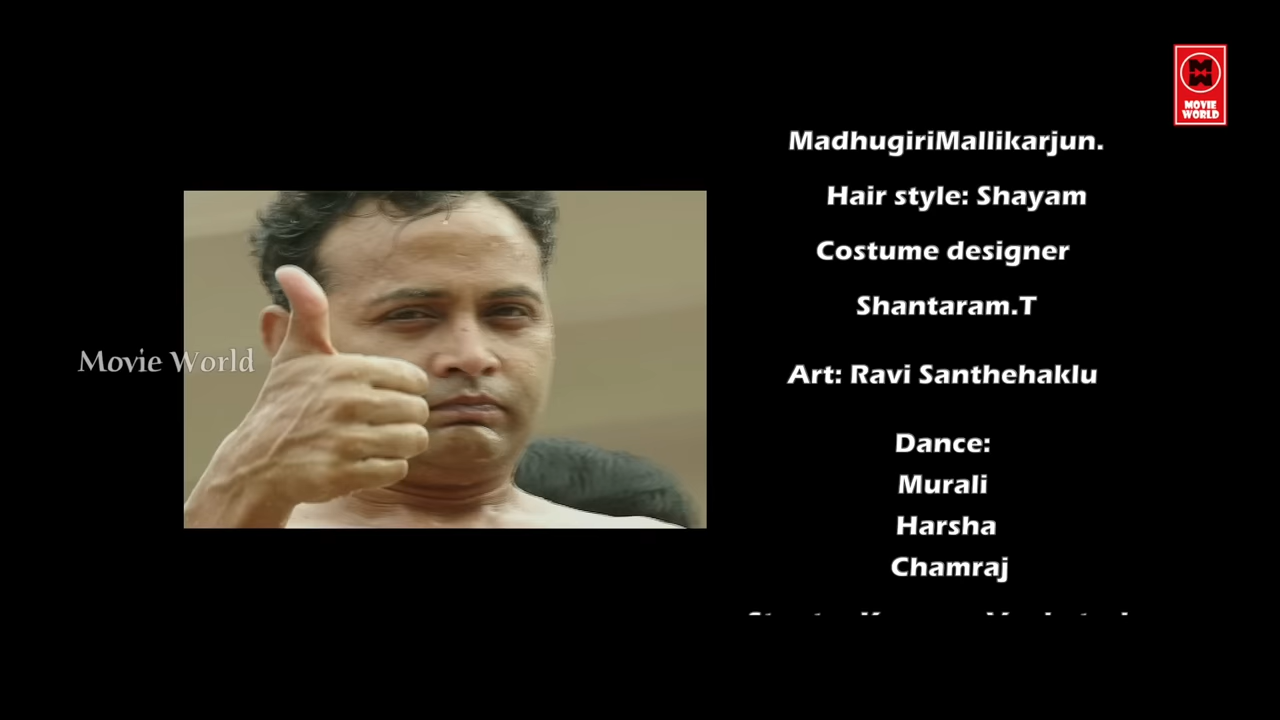 MOVIE
WORLD
MadhugiriMallikarjun.
Hair style: Shayam
Costume designer
Shantaram.T
Movie World
Art: Ravi Santhehaklu
Dance:
Murali
Harsha
Chamraj